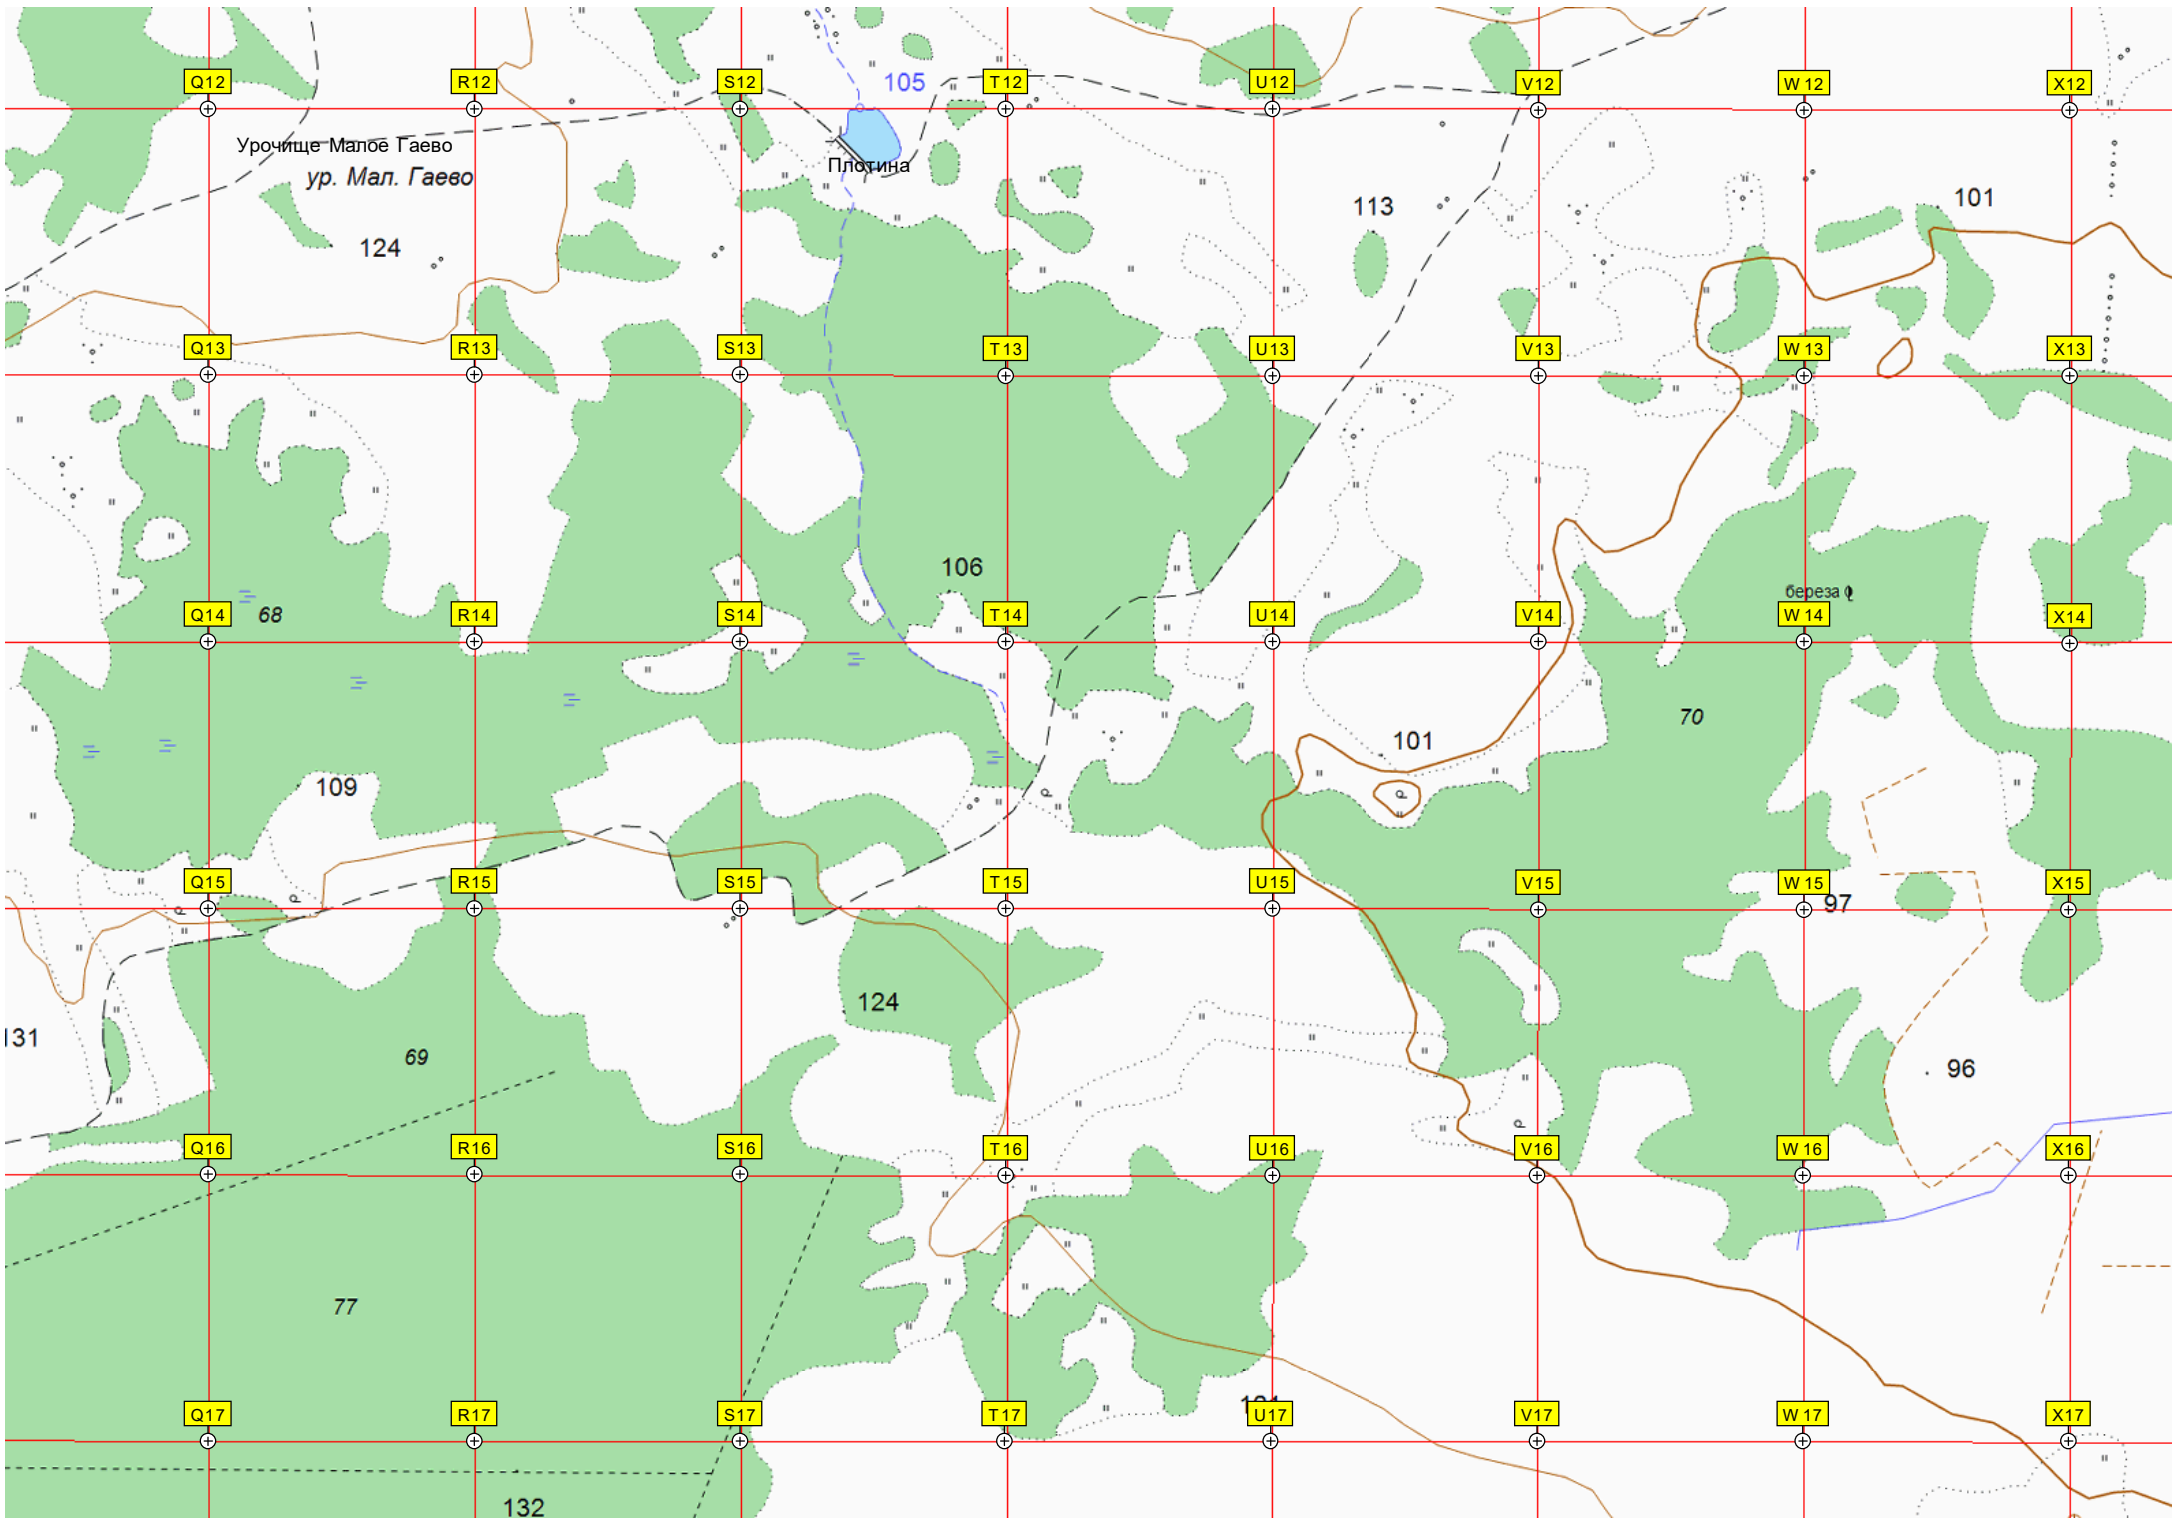 105
Q12 R12 S12 T12 U12 V12 W12 X12
Урочище Малое Гаево
Плотина
ур. Мал. Гаево
101
113
124
Q13 R13 S13 T13 U13 V13 W13 X13
106
береза
68
Q14 R14 S14 T14 U14 V14 W14 X14
70
101
109
Q15 R15 S15 T15 U15 V15 W15 X15
97
124
131
69
96
Q16 R16 S16 T16 U16 V16 W16 X16
77
Q17 R17 S17 T17 U17 V17 W17 X17
132